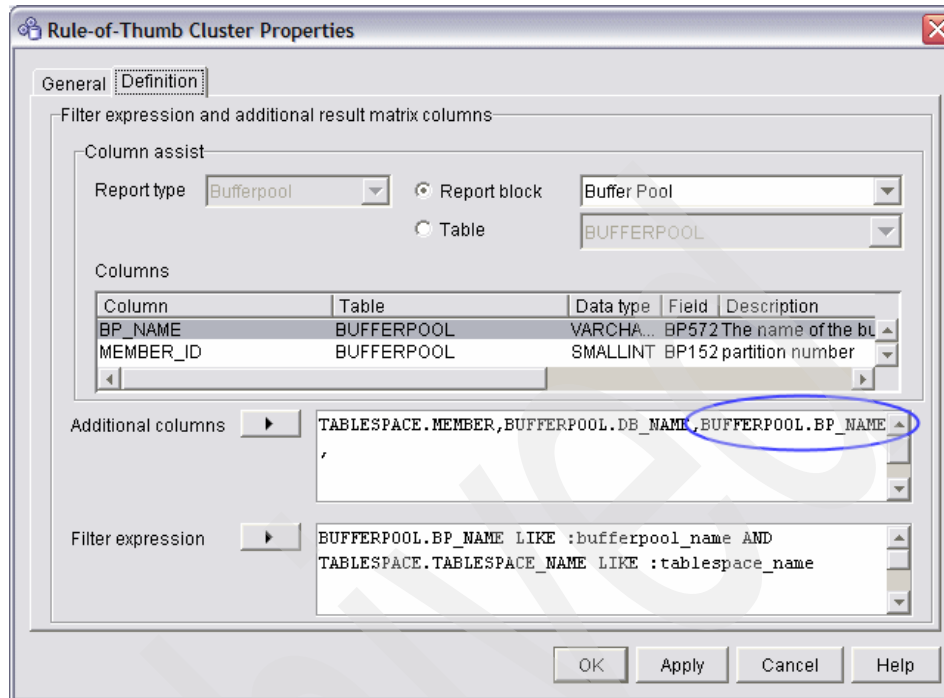 Rule-of-Thumb Cluster Properties
General Definition
Filter expression and additional result matrix columns
Column assist
Report type Bufferpool Report block Buffer Pool
Table BUFFERPOOL
Columns
Column Table Data type Field Description
BP_NAME BUFFERPOOL VARCHA... BP572 The name of the bu
MEMBER_ID BUFFERPOOL SMALLINT BP152 partition number
Additional columns TABLESPACE.MEMBER,BUFFERPOOL.DB_NAME,BUFFERPOOL.BP_NAME
,
Filter expression BUFFERPOOL.BP_NAME LIKE :bufferpool_name AND
TABLESPACE.TABLESPACE_NAME LIKE :tablespace_name
OK Apply Cancel Help